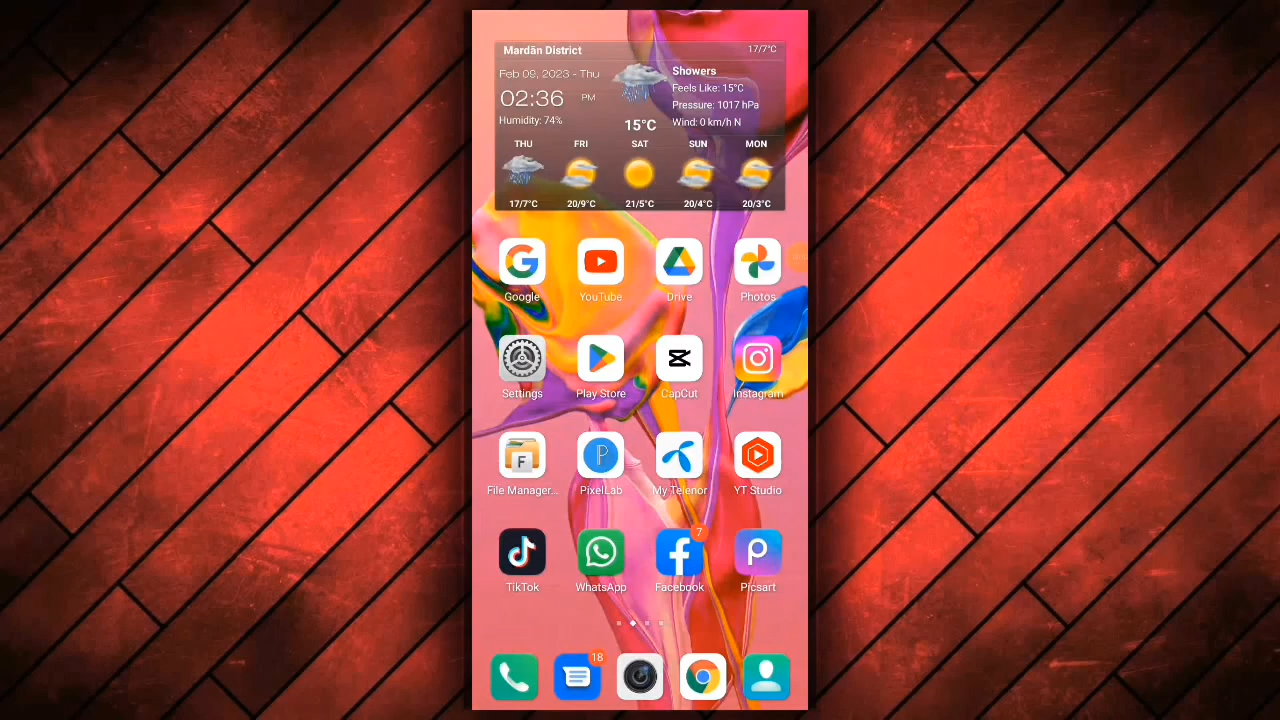 Mardān District
17/7°C
Feb 09, 2023 - Thu
02:36 PM
Humidity: 74%
15°C
Showers
Feels Like: 15°C
Pressure: 1017 hPa
Wind: 0 km/h N
THU FRI SAT SUN MON
17/7°C 20/9°C 21/5°C 20/4°C 20/3°C
Google YouTube Drive Photos
Settings Play Store CapCut Instagram
F P
File Manager... PixelLab My Telenor YT Studio
7
TikTok WhatsApp Facebook Picsart
18